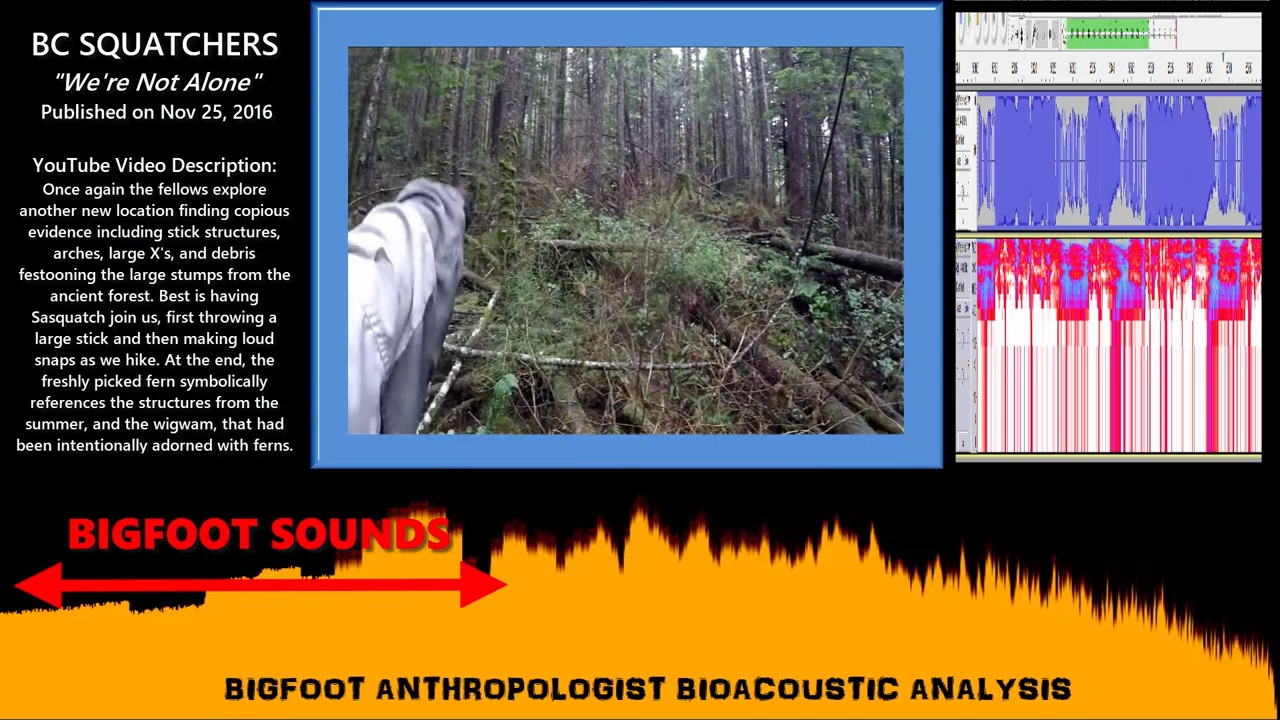 BC SQUATCHERS
"We're Not Alone"
Published on Nov 25, 2016
YouTube Video Description:
Once again the fellows explore
another new location finding copious
evidence including stick structures,
arches, large X's, and debris
festooning the large stumps from the
ancient forest. Best is having
Sasquatch join us, first throwing a
large stick and then making loud
snaps as we hike. At the end, the
freshly picked fern symbolically
references the structures from the
summer, and the wigwam, that had
been intentionally adorned with ferns.
BIGFOOT SOUNDS
BIGFOOT ANTHROPOLOGIST BIOACOUSTIC ANALYSIS